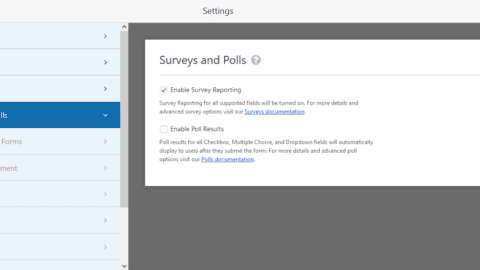 Settings
Surveys and Polls
Enable Survey Reporting
Survey Reporting for all supported fields will be turned on. For more details and
advanced survey options visit our Surveys documentation.
lls
Enable Poll Results
Forms
Poll results for all Checkbox, Multiple Choice, and Dropdown fields will automatically
display to users after they submit the form. For more details and advanced poll
options visit our Polls documentation.
ment